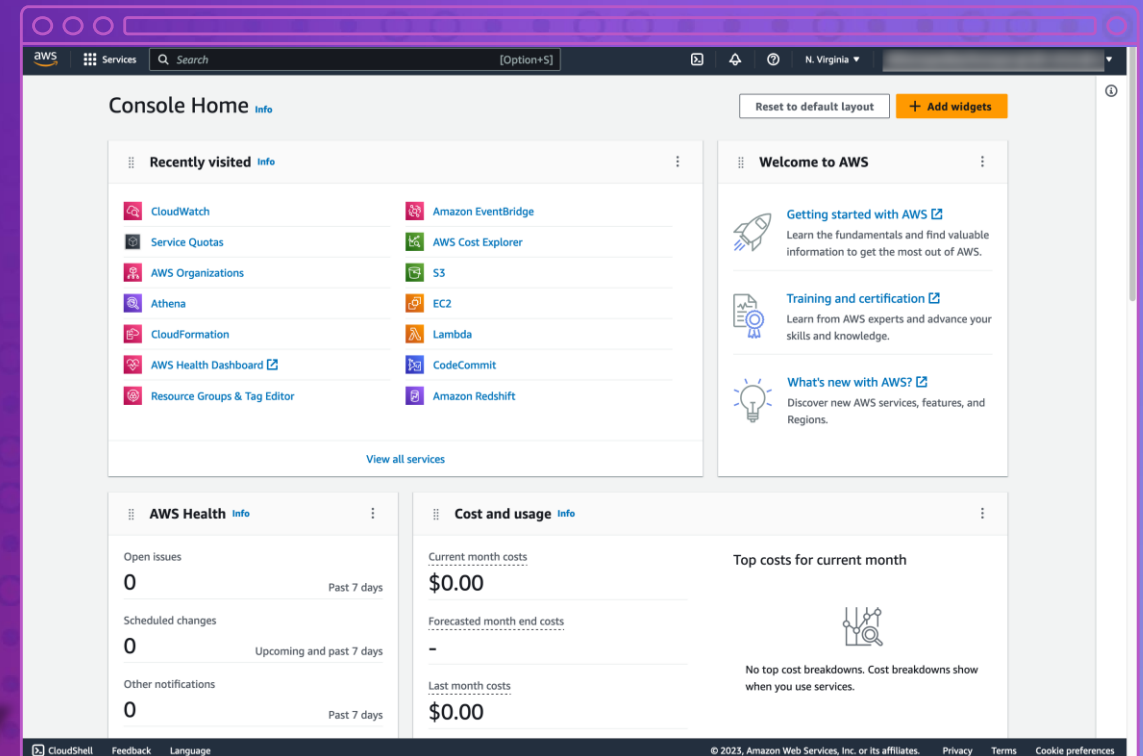 aws
Services
Search
[Option+S]
N. Virginia
Console Home Info
Reset to default layout
+ Add widgets
Recently visited Info
CloudWatch
Service Quotas
AWS Organizations
Athena
CloudFormation
AWS Health Dashboard
Resource Groups & Tag Editor
Amazon EventBridge
AWS Cost Explorer
S3
EC2
Lambda
CodeCommit
Amazon Redshift
View all services
Welcome to AWS
Getting started with AWS
Learn the fundamentals and find valuable
information to get the most out of AWS.
Training and certification
Learn from AWS experts and advance your
skills and knowledge.
What's new with AWS?
Discover new AWS services, features, and
Regions.
AWS Health Info
Open issues
0
Past 7 days
Scheduled changes
0
Upcoming and past 7 days
Other notifications
0
Past 7 days
Cost and usage Info
Current month costs
$0.00
Forecasted month end costs
-
Last month costs
$0.00
Top costs for current month
No top cost breakdowns. Cost breakdowns show
when you use services.
CloudShell
Feedback
Language
© 2023, Amazon Web Services, Inc. or its affiliates.
Privacy
Terms
Cookie preferences